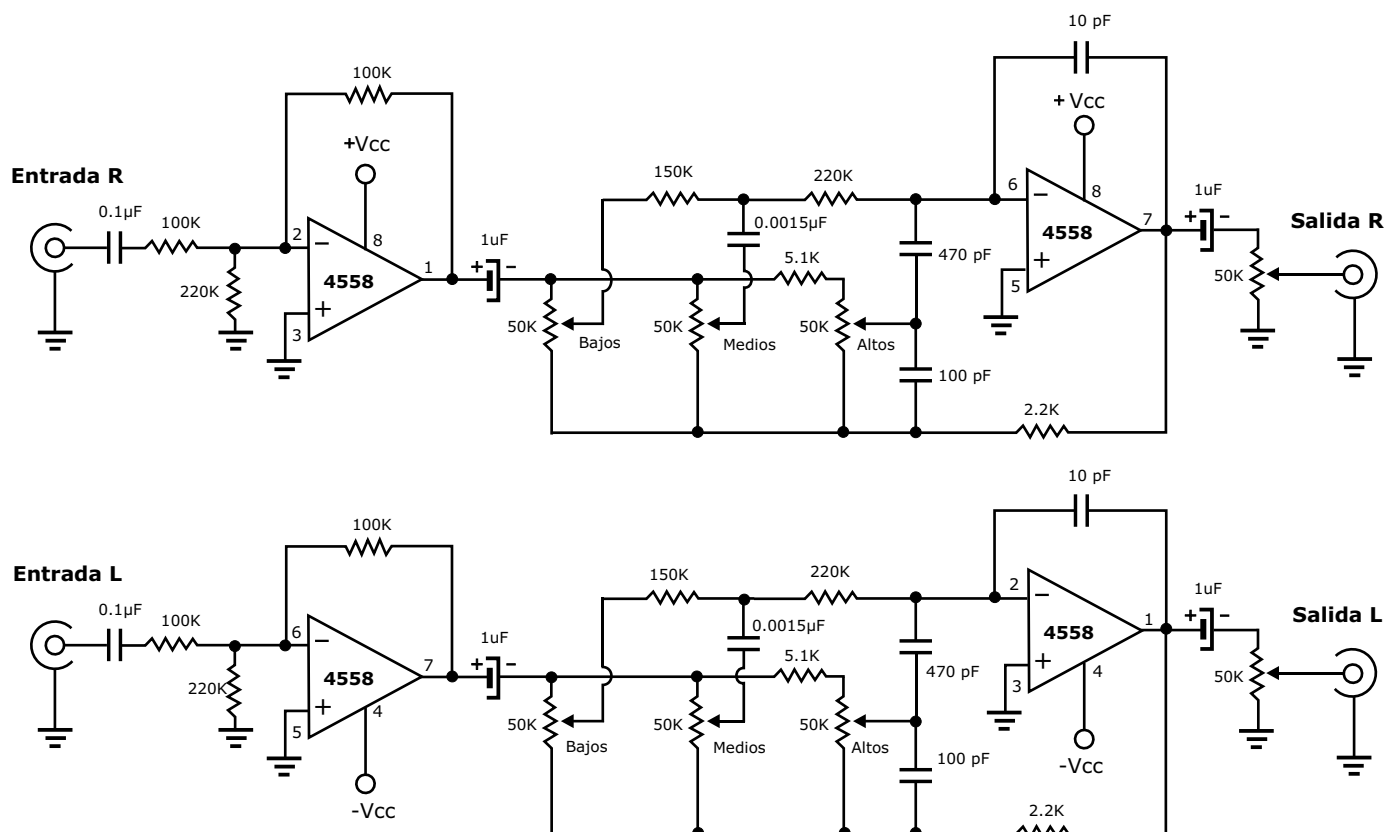 10 pF
100K
+ Vcc
+Vcc
Entrada R
150K
220K
6
−
8
1uF
0.1µF
100K
2
−
8
0.0015µF
4558
7
+
−
Salida R
1uF
+
−
5.1K
470 pF
+
5
50K
220K
4558
1
+
3
50K
Bajos
50K
Medios
50K
Altos
100 pF
2.2K
10 pF
100K
Entrada L
150K
220K
2
−
1uF
0.1µF
100K
6
−
0.0015µF
4558
1
+
−
Salida L
1uF
+
−
5.1K
470 pF
+
3
4
50K
220K
4558
7
+
5
4
50K
Bajos
50K
Medios
50K
Altos
100 pF
-Vcc
-Vcc
2.2K